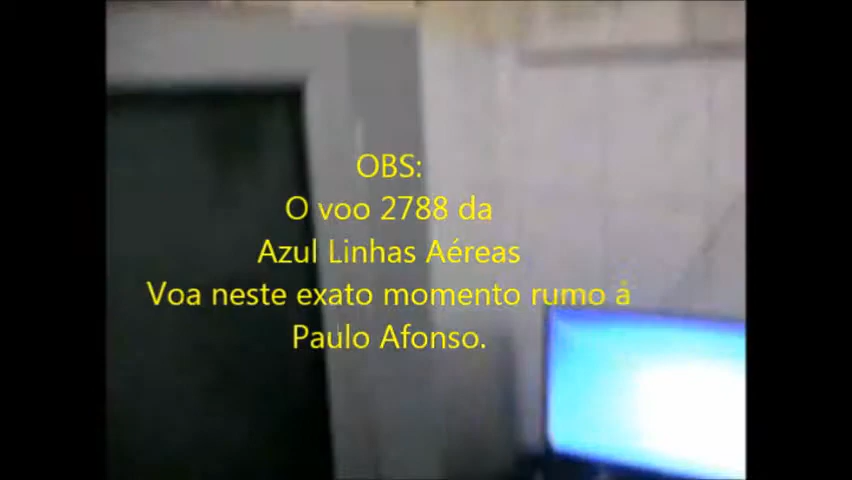 OBS:
O voo 2788 da
Azul Linhas Aéreas
Voa neste exato momento rumo á
Paulo Afonso.